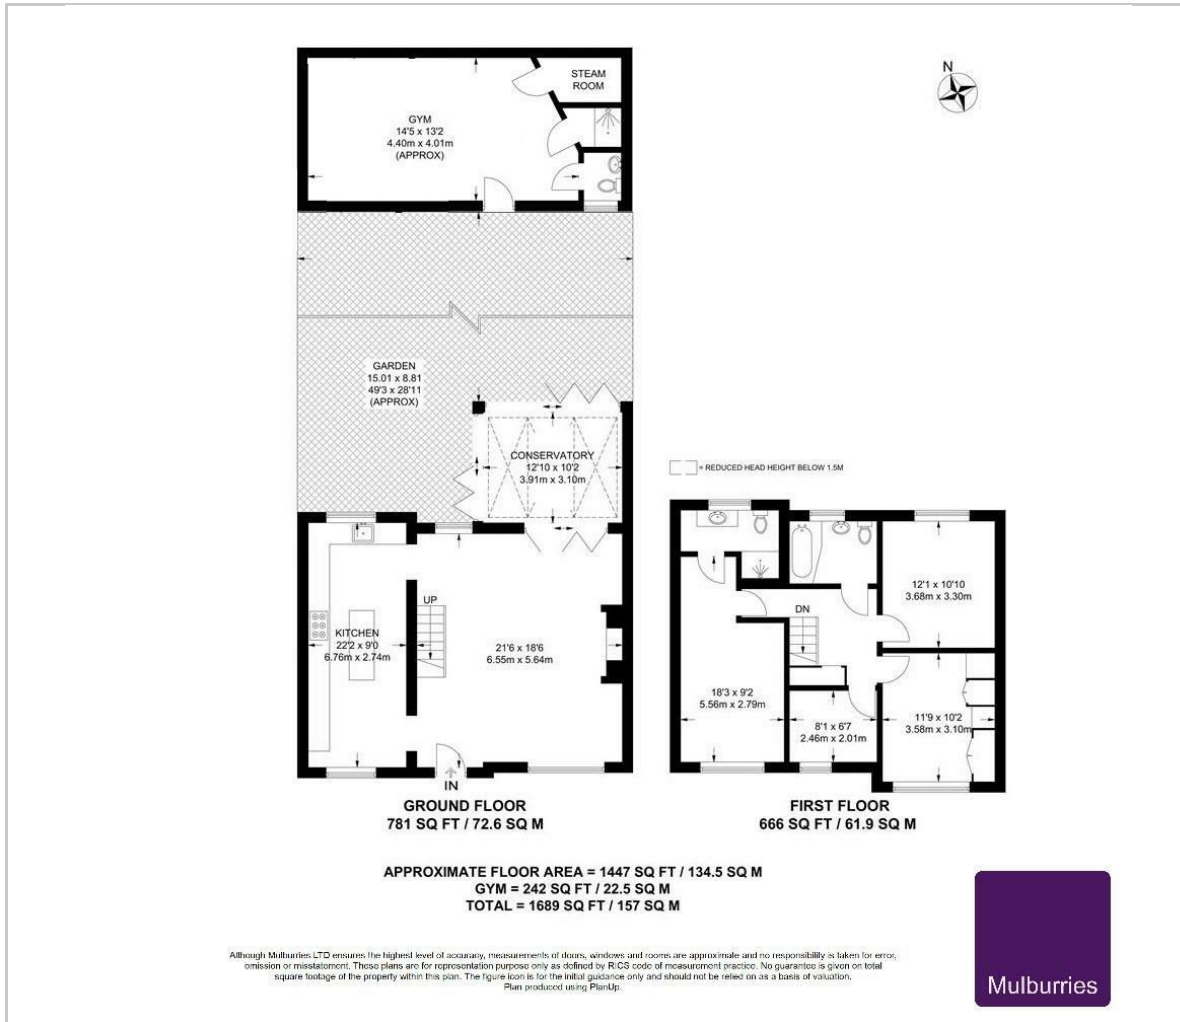 N
STEAM
ROOM
GYM
14'5 x 13'2
4.40m x 4.01m
(APPROX)
GARDEN
15.01 x 8.81
49'3 x 28'11
(APPROX)
CONSERVATORY
12'10 x 10'2
3.91m x 3.10m
= REDUCED HEAD HEIGHT BELOW 1.5M
UP
KITCHEN
22'2 x 9'0
6.76m x 2.74m
21'6 x 18'6
6.55m x 5.64m
IN
12'1 x 10'10
3.68m x 3.30m
DN
18'3 x 9'2
5.56m x 2.79m
8'1 x 6'7
2.46m x 2.01m
11'9 x 10'2
3.58m x 3.10m
GROUND FLOOR
781 SQ FT / 72.6 SQ M
FIRST FLOOR
666 SQ FT / 61.9 SQ M
APPROXIMATE FLOOR AREA = 1447 SQ FT / 134.5 SQ M
GYM = 242 SQ FT / 22.5 SQ M
TOTAL = 1689 SQ FT / 157 SQ M
Although Mulburries LTD ensures the highest level of accuracy, measurements of doors, windows and rooms are approximate and no responsibility is taken for error,
omission or misstatement. These plans are for representation purpose only as defined by RICS code of measurement practice. No guarantee is given on total
square footage of the property within this plan. The figure icon is for the initial guidance only and should not be relied on as a basis of valuation.
Plan produced using PlanUp.
Mulburries